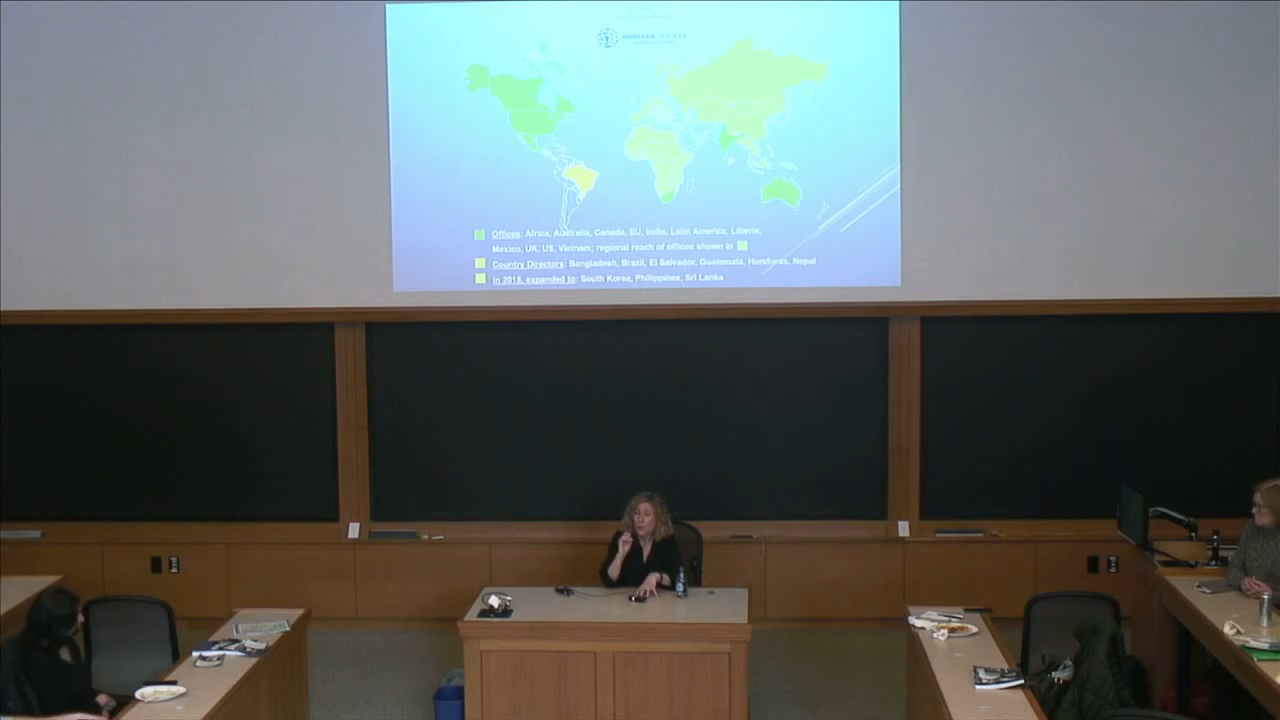 HUMANE SOCIETY
Offices: Africa, Australia, Canada, EU, India, Latin America, Liberia,
Mexico, UK, US, Vietnam; regional reach of offices shown in
Country Directors: Bangladesh, Brazil, El Salvador, Guatemala, Honduras, Nepal
In 2018, expanded to: South Korea, Philippines, Sri Lanka